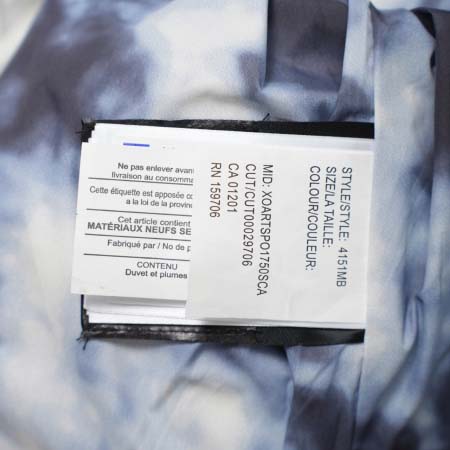 Ne pas enlever avant
livraison au consomma
Cette étiquette est apposée co
a la loi de la provinc
Cet article contient
MATÉRIAUX NEUFS SE
Fabriqué par / No de p
CONTENU
Duvet et plumes
STYLE/STYLE: 4151MB
SIZE/LA TAILLE:
COLOUR/COULEUR:
MID: XOARTSPO1750SCA
CUT/CUT00029706
CA 01201
RN 159706